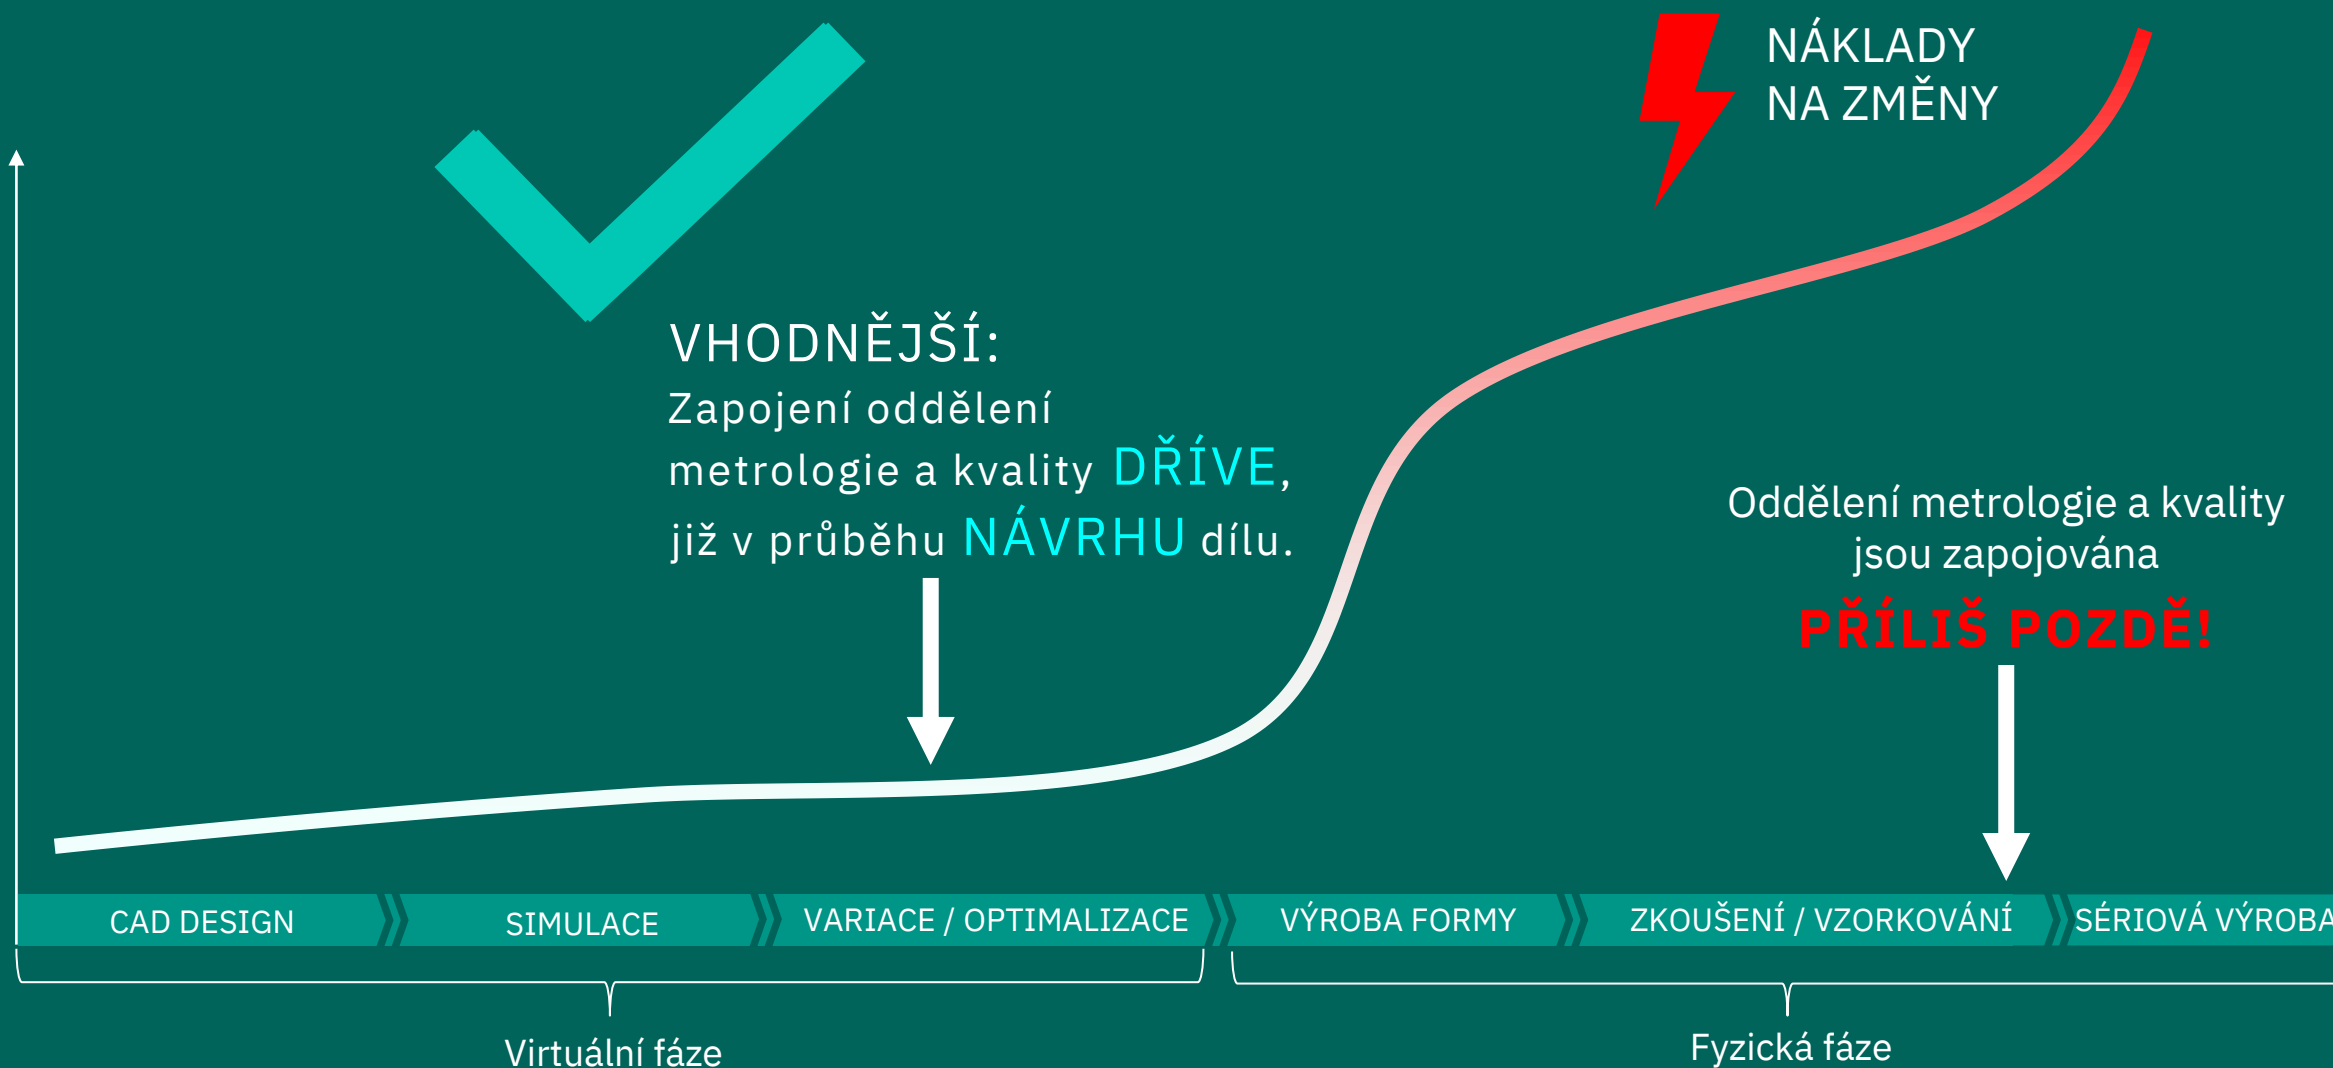 NÁKLADY
NA ZMĚNY
VHODNĚJŠÍ:
Zapojení oddělení
metrologie a kvality DŘÍVE,
již v průběhu NÁVRHU dílu.
Oddělení metrologie a kvality
jsou zapojována
PŘÍLIŠ POZDĚ!
CAD DESIGN
SIMULACE
VARIACE / OPTIMALIZACE
VÝROBA FORMY
ZKOUŠENÍ / VZORKOVÁNÍ
SÉRIOVÁ VÝROBA
Virtuální fáze
Fyzická fáze